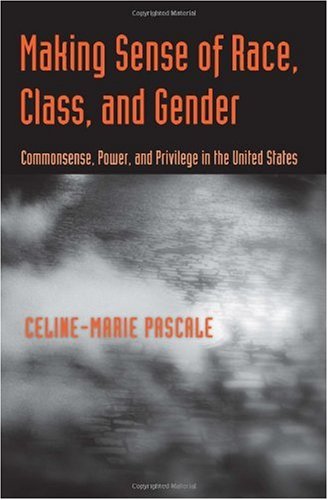 Copyrighted Material
Making Sense of Race,
Class, and Gender
Commonsense, Power, and Privilege in the United States
CELINE-MARIE PASCALE
Copyrighted Material